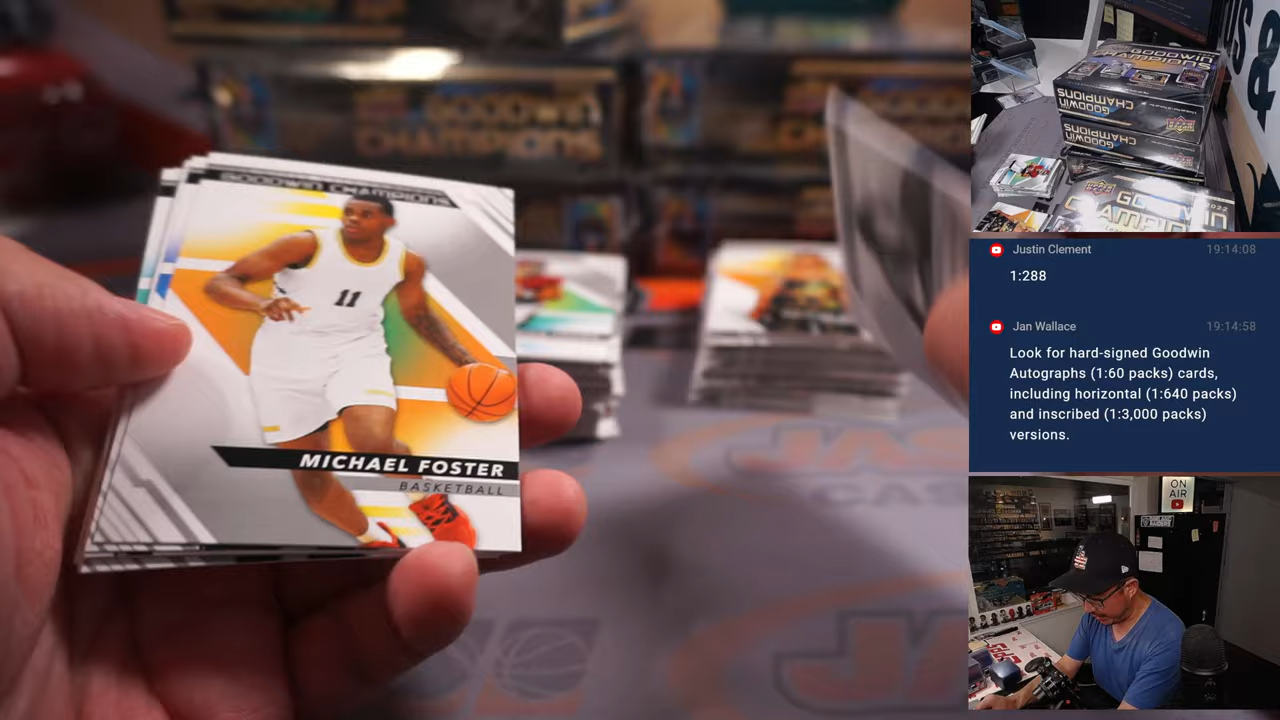 GOODWIN CHAMPIONS
11
MICHAEL FOSTER
BASKETBALL
GOODWIN
CHAMPIONS
GOODWIN
CHAMPIONS
CHAMPIONS
GOODWIN
US &
Justin Clement 19:14:08
1:288
Jan Wallace 19:14:58
Look for hard-signed Goodwin
Autographs (1:60 packs) cards,
including horizontal (1:640 packs)
and inscribed (1:3,000 packs)
versions.
ON
AIR